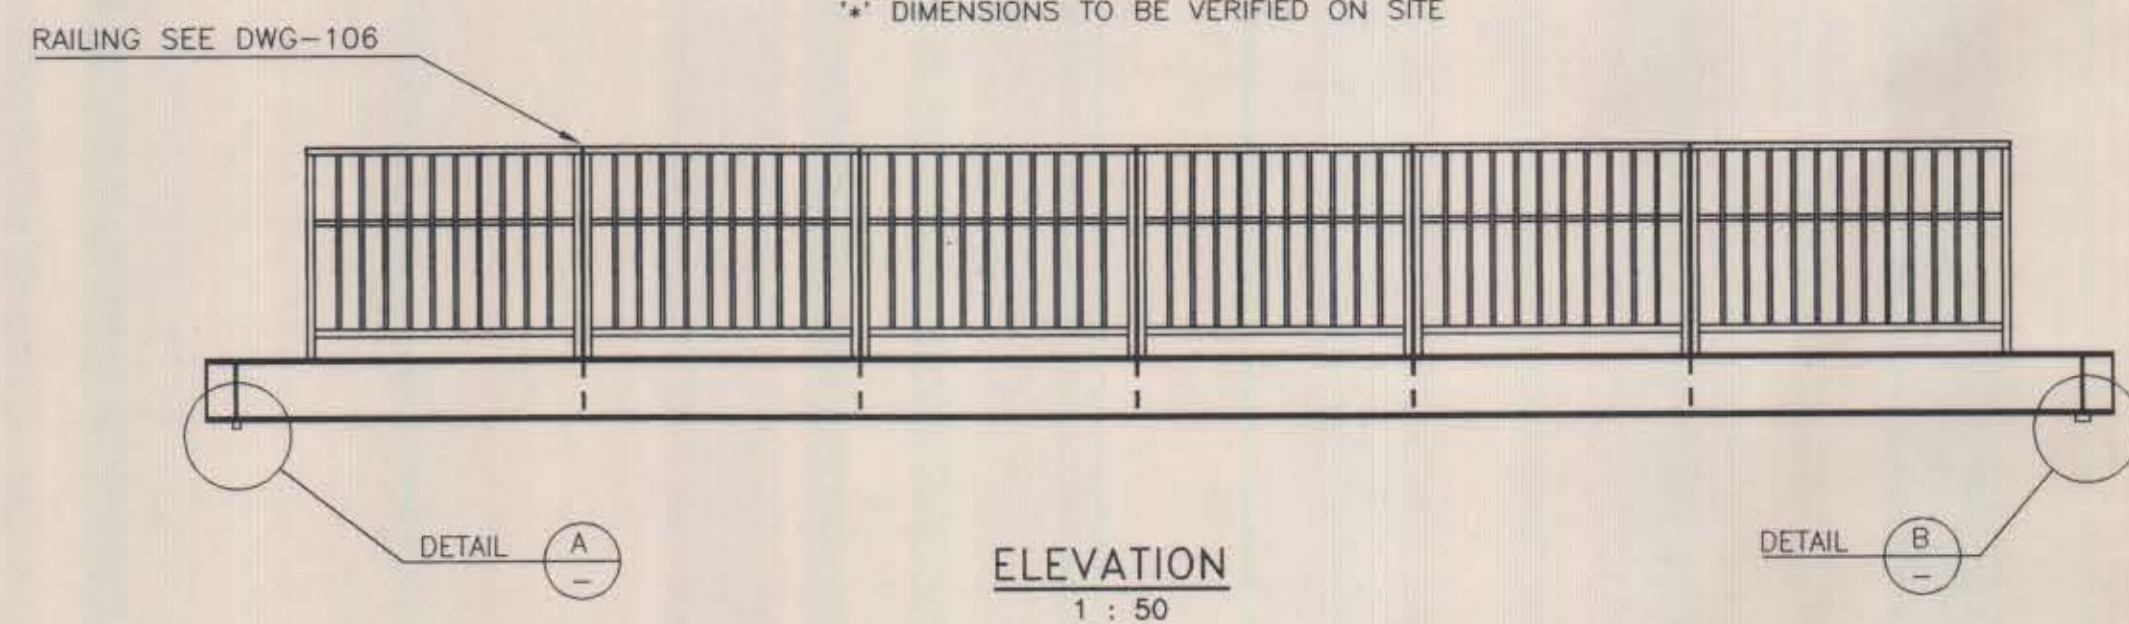 '*' DIMENSIONS TO BE VERIFIED ON SITE
RAILING SEE DWG-106
DETAIL A
-
DETAIL B
-
ELEVATION
1 : 50